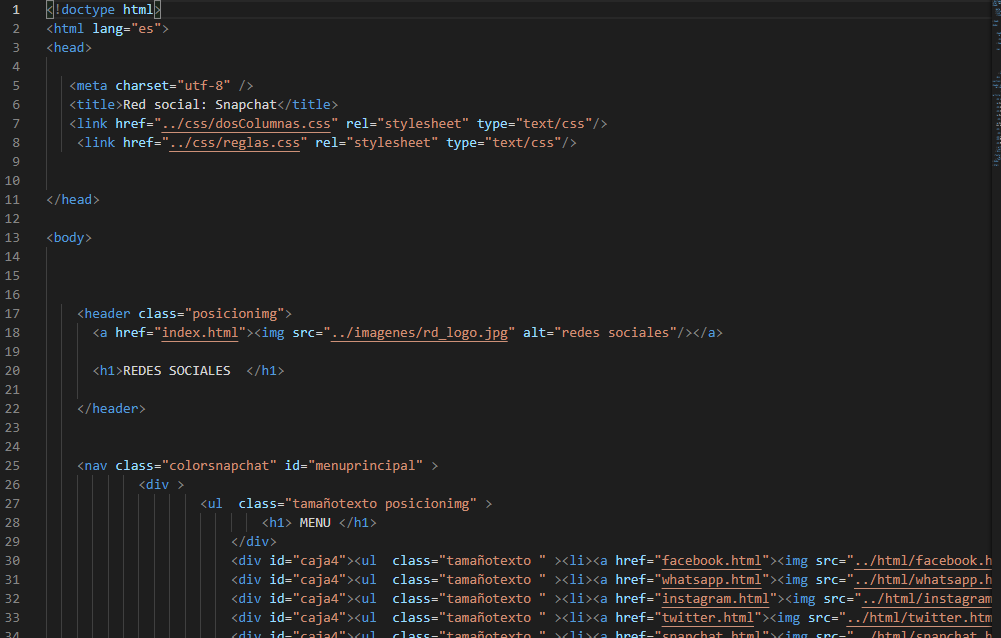 1 <!doctype html>
2 <html lang="es">
3 <head>
4
5 <meta charset="utf-8" />
6 <title>Red social: Snapchat</title>
7 <link href="../css/dosColumnas.css" rel="stylesheet" type="text/css"/>
8 <link href="../css/reglas.css" rel="stylesheet" type="text/css"/>
9
10
11 </head>
12
13 <body>
14
15
16
17 <header class="posicionimg">
18 <a href="index.html"><img src="../imagenes/rd_logo.jpg" alt="redes sociales"/></a>
19
20 <h1>REDES SOCIALES  </h1>
21
22 </header>
23
24
25 <nav class="colorsnapchat" id="menuprincipal" >
26 <div >
27 <ul  class="tamañotexto posicionimg" >
28 <h1> MENU </h1>
29 </div>
30 <div id="caja4"><ul  class="tamañotexto " ><li><a href="facebook.html"><img src="../html/facebook.h
31 <div id="caja4"><ul  class="tamañotexto " ><li><a href="whatsapp.html"><img src="../html/whatsapp.h
32 <div id="caja4"><ul  class="tamañotexto " ><li><a href="instagram.html"><img src="../html/instagram
33 <div id="caja4"><ul  class="tamañotexto " ><li><a href="twitter.html"><img src="../html/twitter.htm
34 <div id="caja4"><ul  class="tamañotexto " ><li><a href="snapchat.html"><img src="../html/snapchat.h